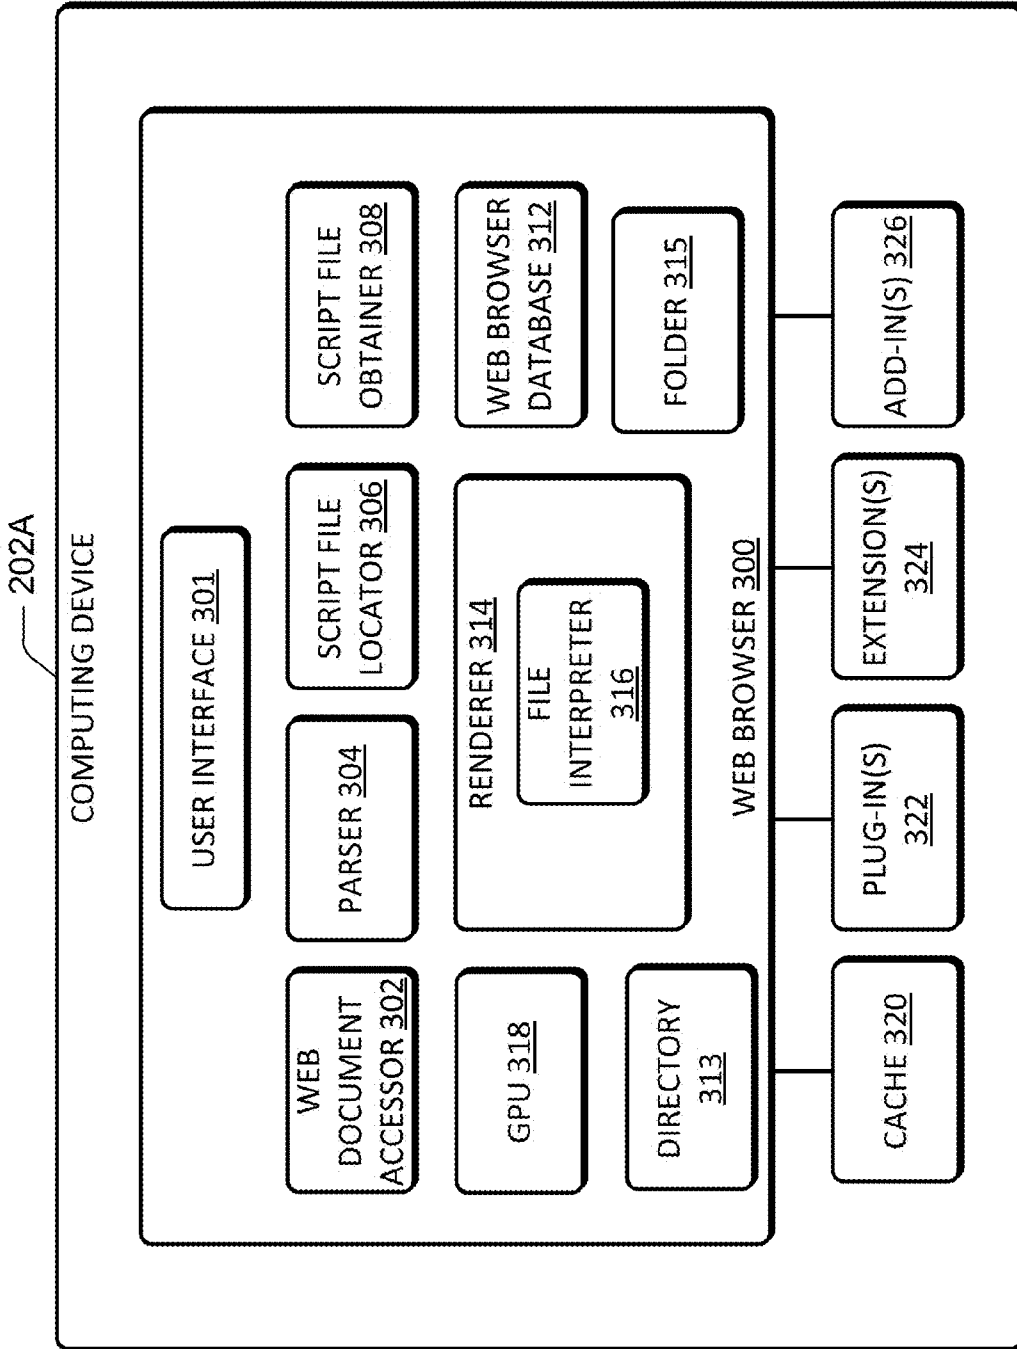 202A
COMPUTING DEVICE
USER INTERFACE 301
WEB
DOCUMENT
ACCESSOR 302
PARSER 304
SCRIPT FILE
LOCATOR 306
SCRIPT FILE
OBTAINER 308
GPU 318
RENDERER 314
FILE
INTERPRETER
316
WEB BROWSER
DATABASE 312
DIRECTORY
313
FOLDER 315
WEB BROWSER 300
CACHE 320
PLUG-IN(S)
322
EXTENSION(S)
324
ADD-IN(S) 326